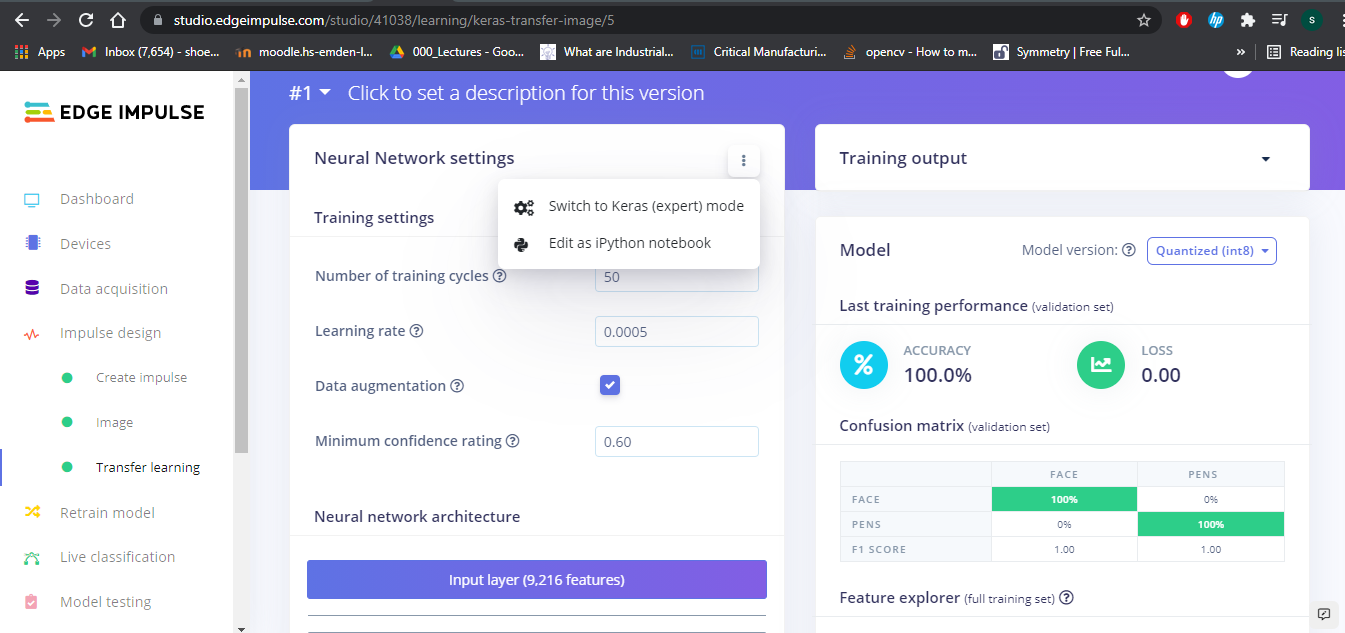 studio.edgeimpulse.com/studio/41038/learning/keras-transfer-image/5
S
Apps Inbox (7,654) - shoe... moodle.hs-emden-l... 000_Lectures - Goo... What are Industrial... Critical Manufacturi... opencv - How to m... Symmetry | Free Ful... » Reading lis
EDGE IMPULSE
Dashboard
Devices
Data acquisition
Impulse design
Create impulse
Image
Transfer learning
Retrain model
Live classification
Model testing
#1 Click to set a description for this version
Neural Network settings
Switch to Keras (expert) mode
Edit as iPython notebook
Training settings
Number of training cycles ? 50
Learning rate ? 0.0005
Data augmentation ?
Minimum confidence rating ? 0.60
Neural network architecture
Input layer (9,216 features)
Training output
Model Model version: ? Quantized (int8)
Last training performance (validation set)
% ACCURACY
100.0%
LOSS
0.00
Confusion matrix (validation set)
FACE PENS
FACE 100% 0%
PENS 0% 100%
F1 SCORE 1.00 1.00
Feature explorer (full training set) ?